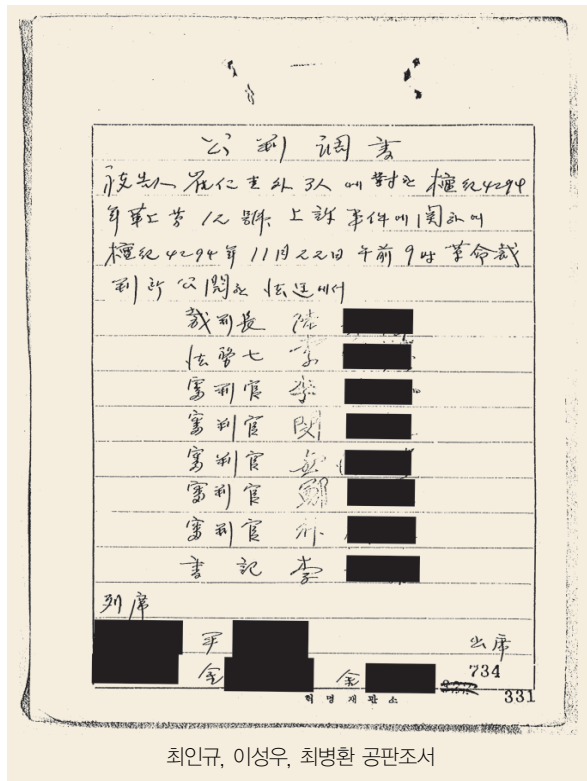 公判調書
被告人 崔仁圭 外 3人에 對한 檀紀4294
年 革上 第12號 上訴事件에 關하여
檀紀4294年 11月22日 午前9時 革命裁
判所 公開한 法廷에서
裁判長 陸
法務士 李
審判官 李
審判官 閔
審判官
審判官 鄭
審判官
書記 李
列席
出席
金 金
734
혁명재판소 331
최인규, 이성우, 최병환 공판조서